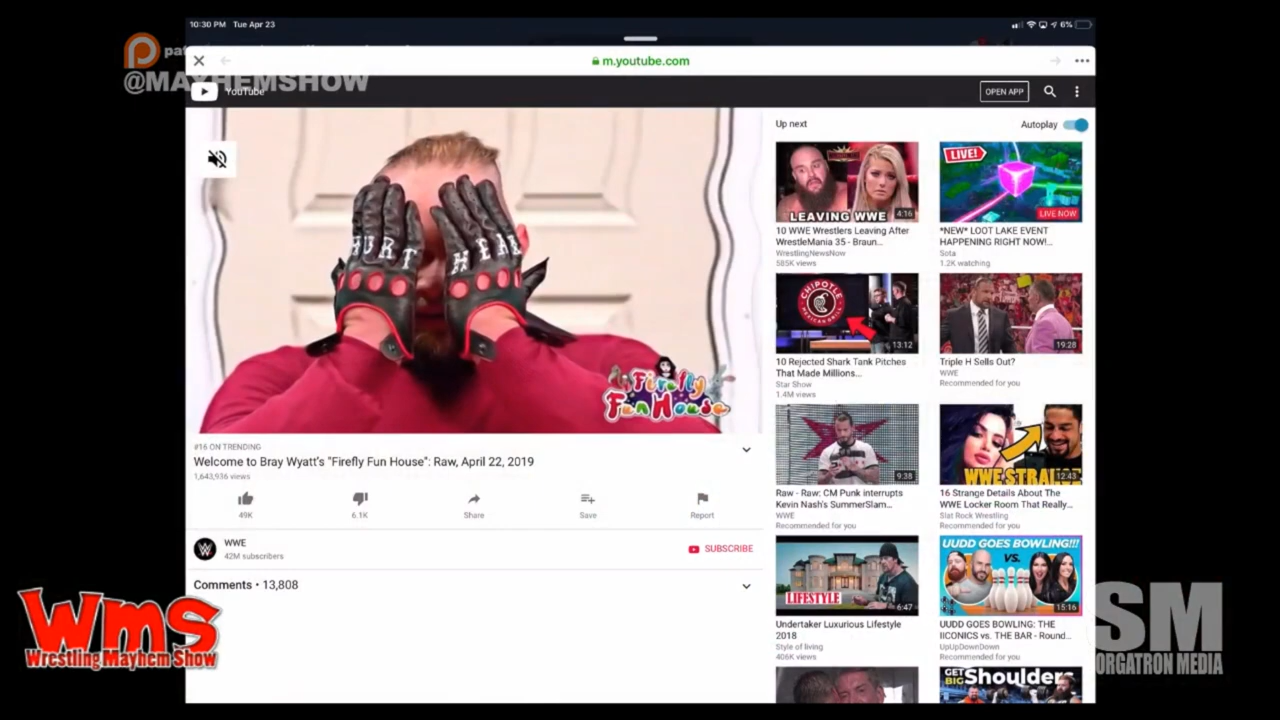 10:30 PM Tue Apr 23
6%
@MAYHEMSHOW
m.youtube.com
YouTube
OPEN APP
HURT HEAL
Firefly
Fun House
#16 ON TRENDING
Welcome to Bray Wyatt's "Firefly Fun House": Raw, April 22, 2019
1,643,936 views
49K
6.1K
Share
Save
Report
WWE
42M subscribers
SUBSCRIBE
Comments • 13,808
Up next
Autoplay
LEAVING WWE
4:16
10 WWE Wrestlers Leaving After
WrestleMania 35 - Braun...
WrestlingNewsNow
585K views
LIVE!
LIVE NOW
*NEW* LOOT LAKE EVENT
HAPPENING RIGHT NOW!...
Sota
1.2K watching
CHIPOTLE
13:12
10 Rejected Shark Tank Pitches
That Made Millions...
Star Show
1.4M views
19:28
Triple H Sells Out?
WWE
Recommended for you
9:38
Raw - Raw: CM Punk interrupts
Kevin Nash's SummerSlam...
WWE
Recommended for you
WWE STRANGE
12:43
16 Strange Details About The
WWE Locker Room That Really...
Slat Rock Wrestling
Recommended for you
LIFESTYLE
6:47
Undertaker Luxurious Lifestyle
2018
Style of living
406K views
UUDD GOES BOWLING!!!
VS.
15:16
UUDD GOES BOWLING: THE
IICONICS vs. THE BAR - Round...
UpUpDownDown
Recommended for you
GET
BIG Shoulders
Wms
Wrestling Mayhem Show
SM
ORGATRON MEDIA